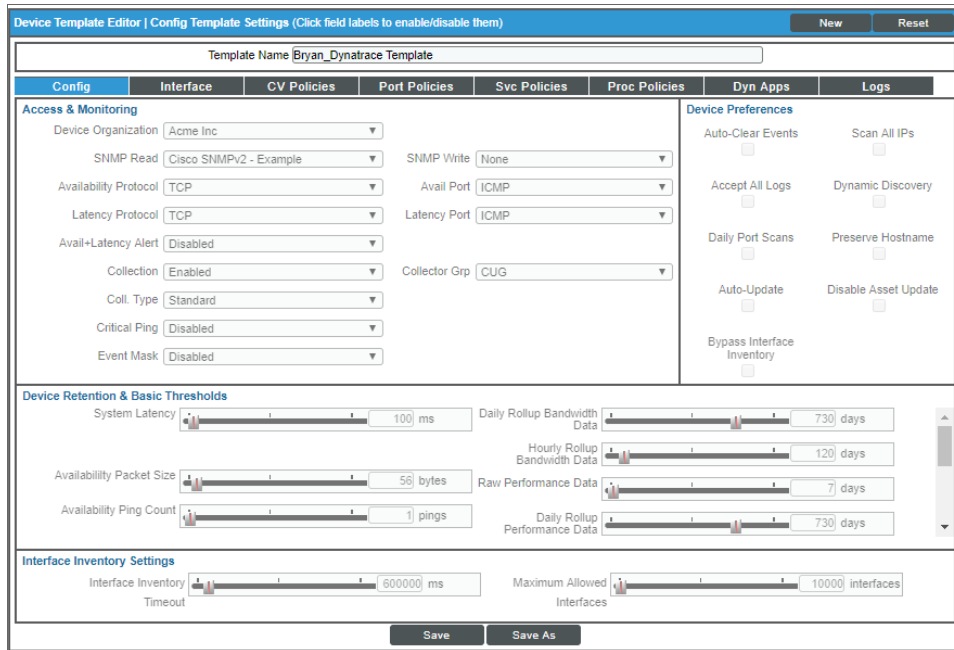 Device Template Editor | Config Template Settings (Click field labels to enable/disable them) New Reset
Template Name Bryan_Dynatrace Template
Config Interface CV Policies Port Policies Svc Policies Proc Policies Dyn Apps Logs
Access & Monitoring
Device Organization Acme Inc
SNMP Read Cisco SNMPv2 - Example SNMP Write None
Availability Protocol TCP Avail Port ICMP
Latency Protocol TCP Latency Port ICMP
Avail+Latency Alert Disabled
Collection Enabled Collector Grp CUG
Coll. Type Standard
Critical Ping Disabled
Event Mask Disabled
Device Preferences
Auto-Clear Events Scan All IPs
Accept All Logs Dynamic Discovery
Daily Port Scans Preserve Hostname
Auto-Update Disable Asset Update
Bypass Interface
Inventory
Device Retention & Basic Thresholds
System Latency 100 ms
Availability Packet Size 56 bytes
Availability Ping Count 1 pings
Daily Rollup Bandwidth
Data 730 days
Hourly Rollup
Bandwidth Data 120 days
Raw Performance Data 7 days
Daily Rollup
Performance Data 730 days
Interface Inventory Settings
Interface Inventory
Timeout 600000 ms
Maximum Allowed
Interfaces 10000 interfaces
Save Save As